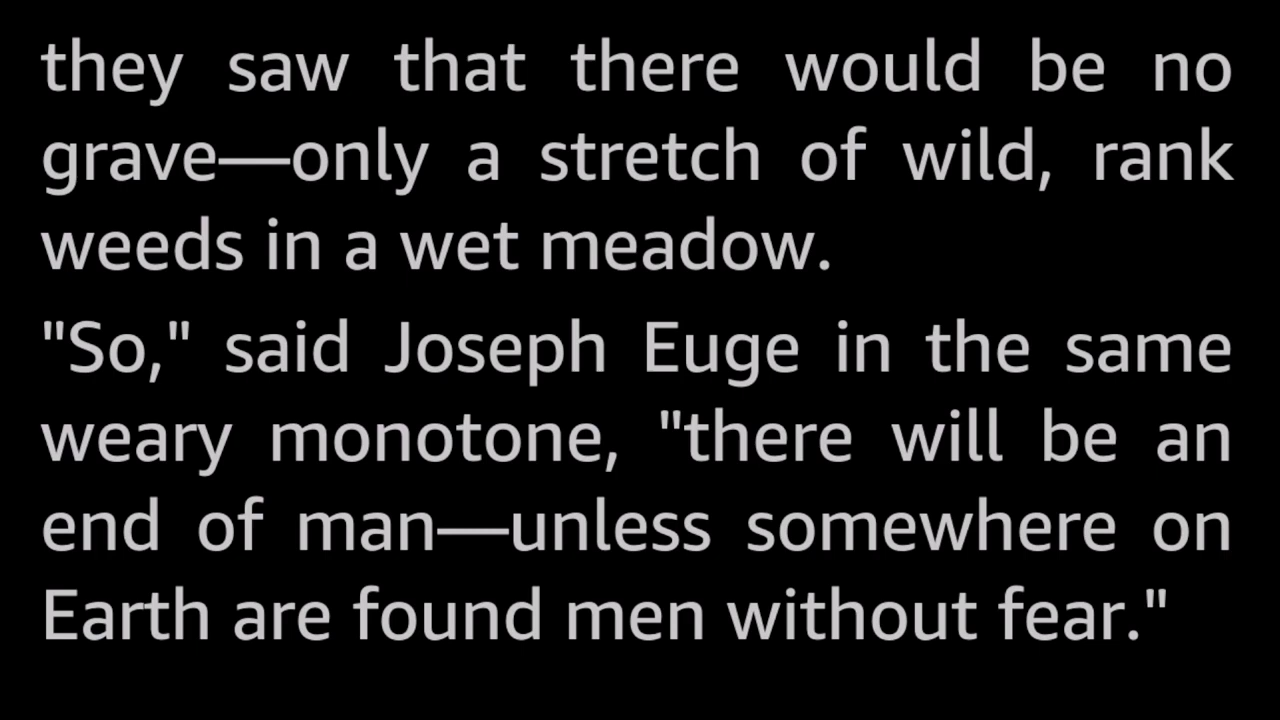 they saw that there would be no
grave—only a stretch of wild, rank
weeds in a wet meadow.
"So," said Joseph Euge in the same
weary monotone, "there will be an
end of man—unless somewhere on
Earth are found men without fear."